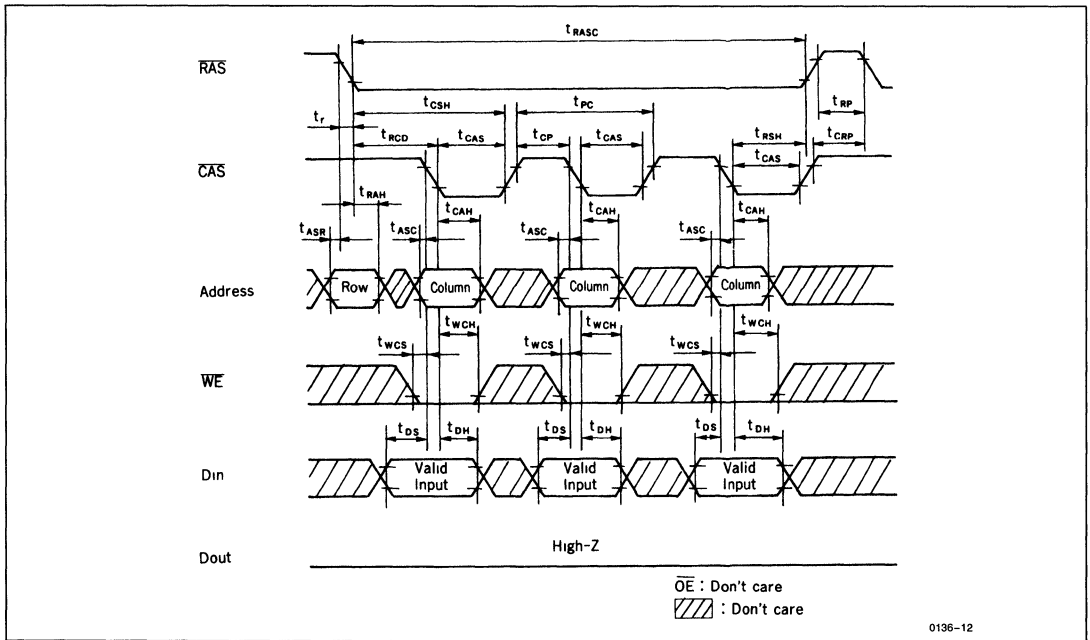 tRASC
RAS
tCSH
tPC
tRP
tr
tRCD
tCAS
tCP
tCAS
tRSH
tCRP
CAS
tCAS
tRAH
tCAH
tCAH
tCAH
tASR
tASC
tASC
tASC
Address
Row
Column
Column
Column
tWCH
tWCH
tWCH
tWCS
tWCS
tWCS
WE
tDS
tDH
tDS
tDH
tDS
tDH
Din
Valid Input
Valid Input
Valid Input
Dout
High-Z
OE : Don't care
: Don't care
0136–12